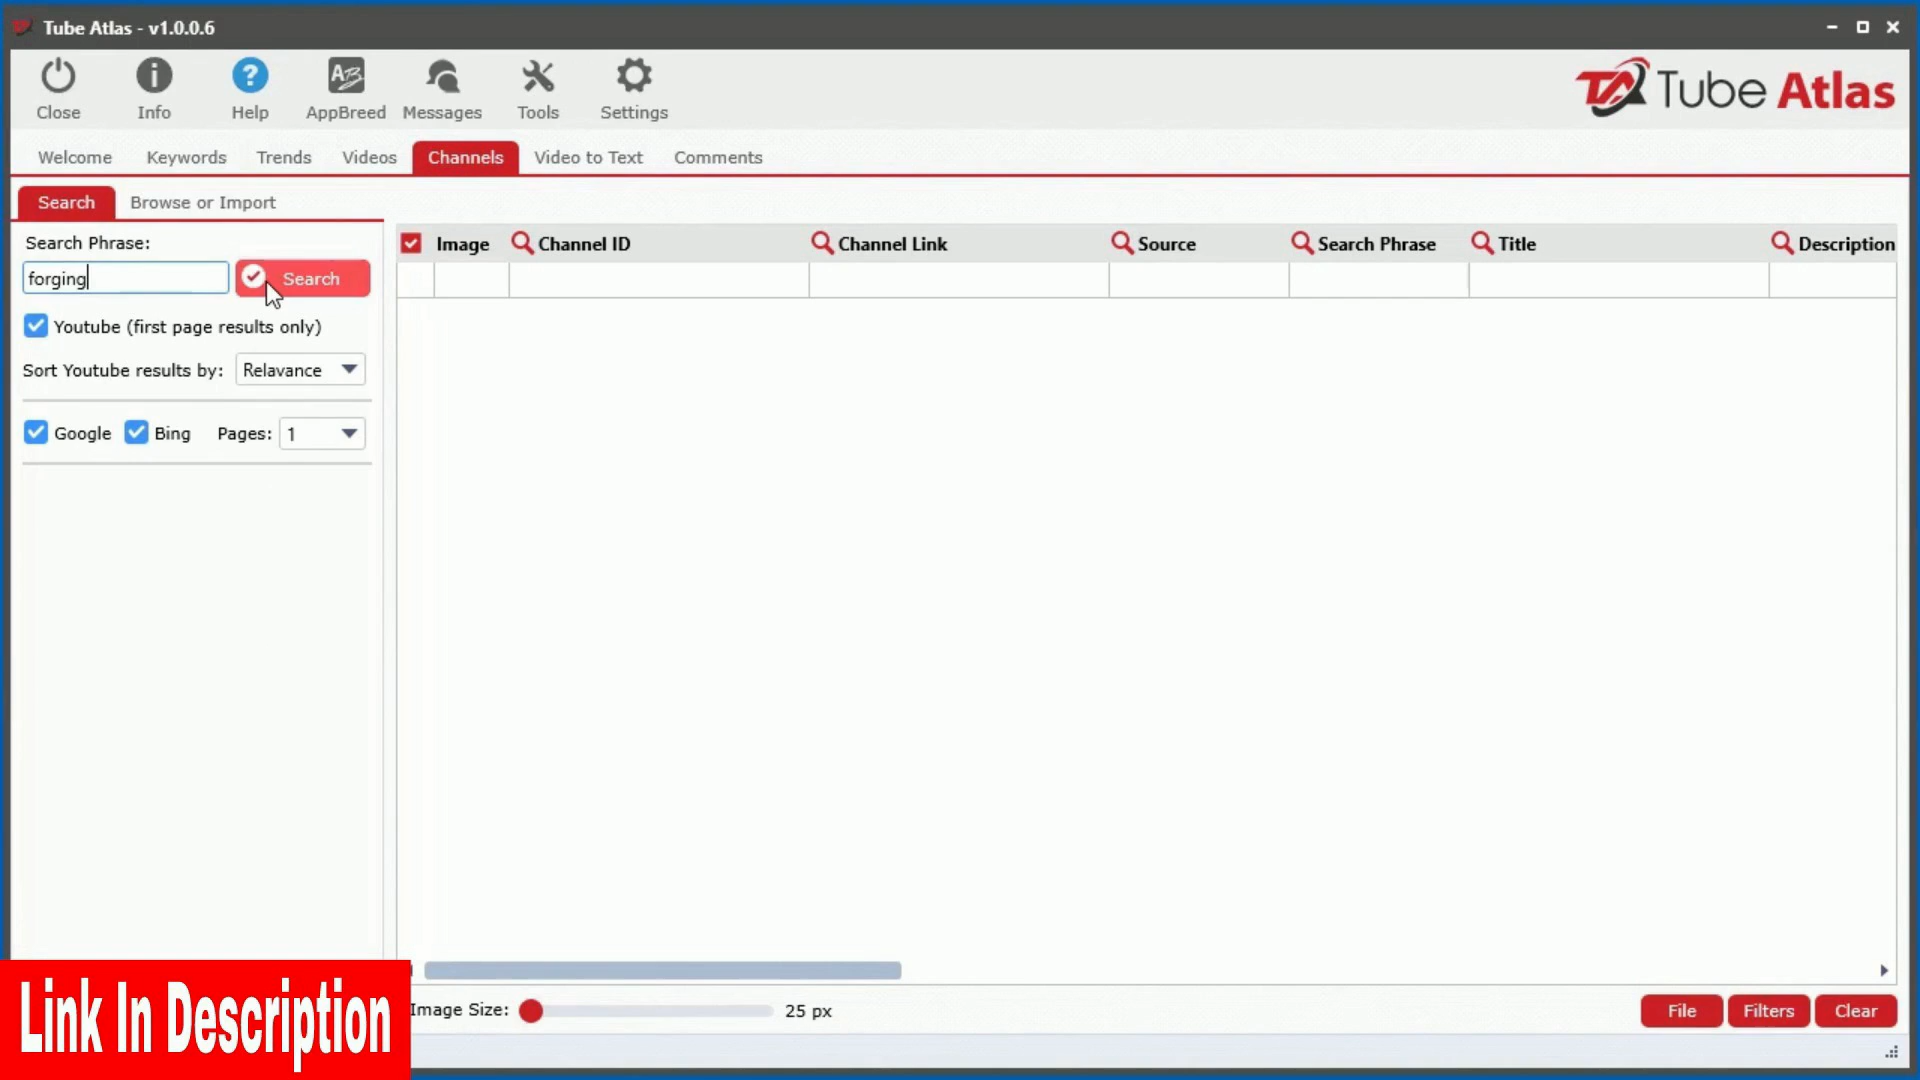 Tube Atlas - v1.0.0.6
Close Info Help AppBreed Messages Tools Settings
Tube Atlas
Welcome Keywords Trends Videos Channels Video to Text Comments
Search Browse or Import
Search Phrase:
forging Search
Youtube (first page results only)
Sort Youtube results by: Relavance
Google Bing Pages: 1
Image Channel ID Channel Link Source Search Phrase Title Description
Image Size: 25 px
File Filters Clear
Link In Description